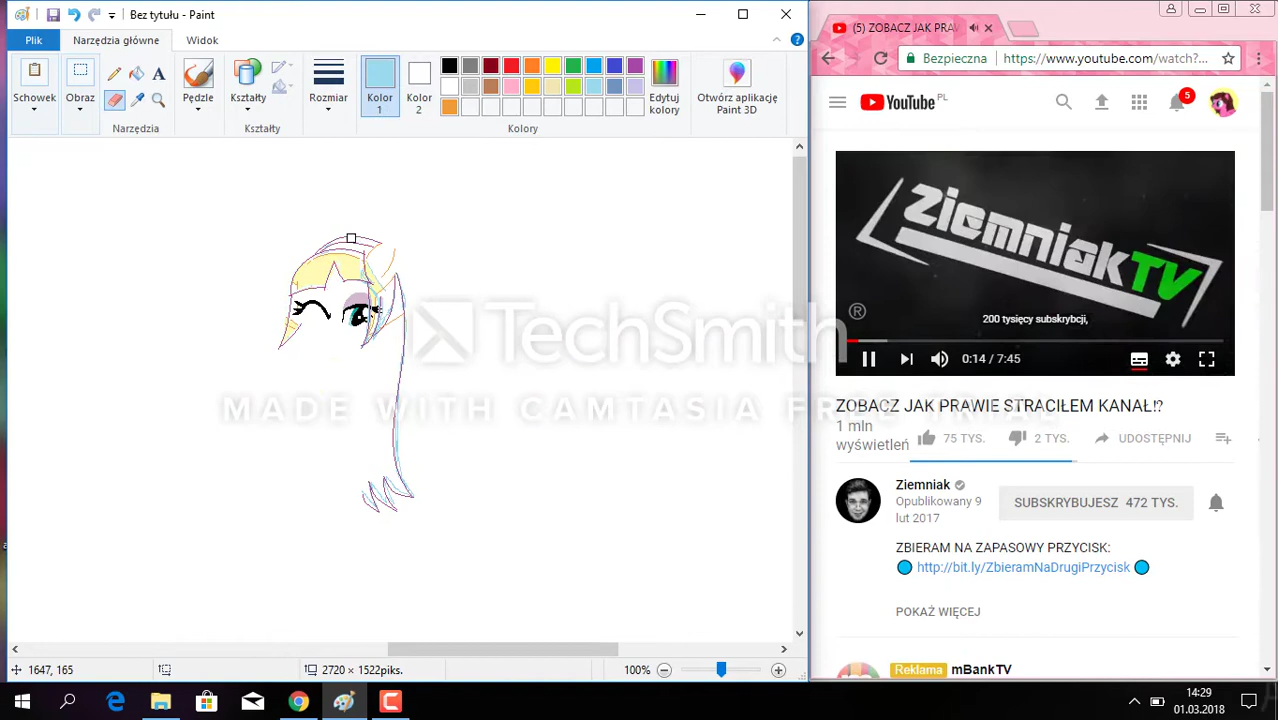 Bez tytułu - Paint
Plik
Narzędzia główne
Widok
Schowek
Obraz
Narzędzia
Pędzle
Kształty
Kształty
Rozmiar
Kolor
1
Kolor
2
Kolory
Edytuj
kolory
Otwórz aplikację
Paint 3D
TechSmith
MADE WITH CAMTASIA FREE TRIAL
1647, 165
2720 × 1522piks.
100%
(5) ZOBACZ JAK PRAW
Bezpieczna
https://www.youtube.com/watch?...
YouTube PL
5
ZiemniakTV
®
200 tysięcy subskrybcji,
0:14 / 7:45
ZOBACZ JAK PRAWIE STRACIŁEM KANAŁ!?
1 mln
wyświetleń
75 TYS.
2 TYS.
UDOSTĘPNIJ
Ziemniak
Opublikowany 9
lut 2017
SUBSKRYBUJESZ 472 TYS.
ZBIERAM NA ZAPASOWY PRZYCISK:
http://bit.ly/ZbieramNaDrugiPrzycisk
POKAŻ WIĘCEJ
Reklama mBankTV
14:29
01.03.2018